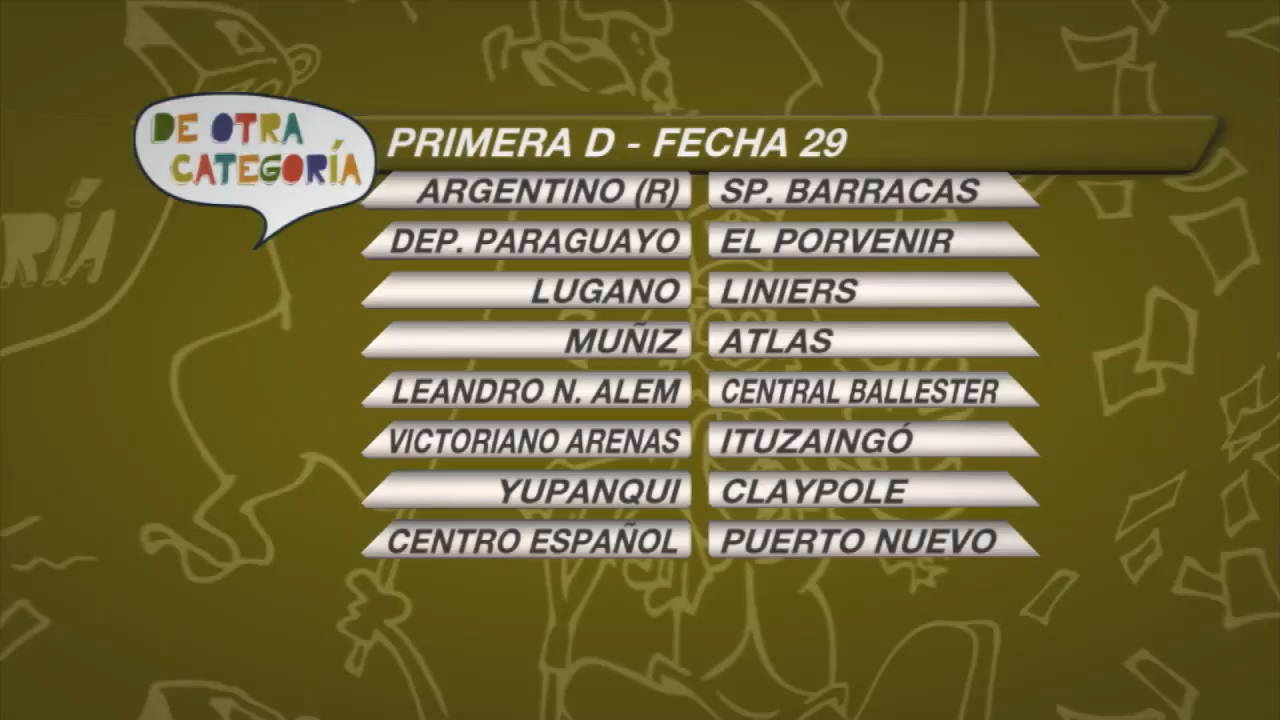 DE OTRA
CATEGORÍA
PRIMERA D - FECHA 29
ARGENTINO (R) SP. BARRACAS
DEP. PARAGUAYO EL PORVENIR
LUGANO LINIERS
MUÑIZ ATLAS
LEANDRO N. ALEM CENTRAL BALLESTER
VICTORIANO ARENAS ITUZAINGÓ
YUPANQUI CLAYPOLE
CENTRO ESPAÑOL PUERTO NUEVO
RÍA